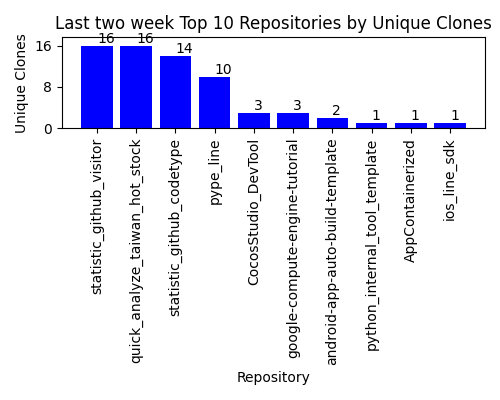 Last two week Top 10 Repositories by Unique Clones
Unique Clones
16
8
0
16
16
14
10
3
3
2
1
1
1
statistic_github_visitor
quick_analyze_taiwan_hot_stock
statistic_github_codetype
pype_line
CocosStudio_DevTool
google-compute-engine-tutorial
android-app-auto-build-template
python_internal_tool_template
AppContainerized
ios_line_sdk
Repository